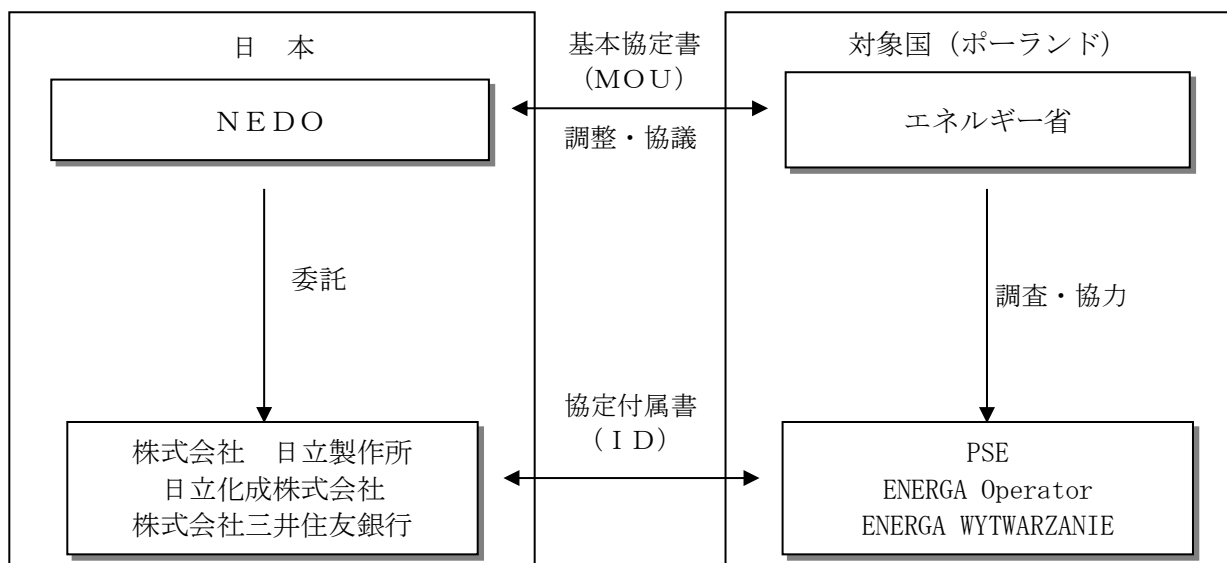 日　本
基本協定書
（ＭＯＵ）
対象国（ポーランド）
ＮＥＤＯ
調整・協議
エネルギー省
委託
調査・協力
協定付属書
（ＩＤ）
株式会社　日立製作所
日立化成株式会社
株式会社三井住友銀行
PSE
ENERGA Operator
ENERGA WYTWARZANIE